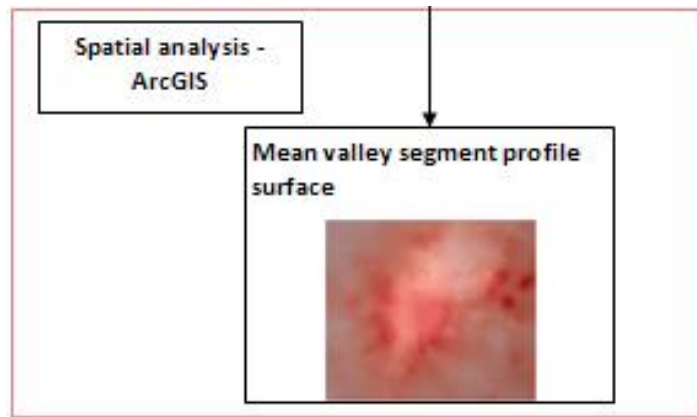 Spatial analysis -
ArcGIS
Mean valley segment profile
surface